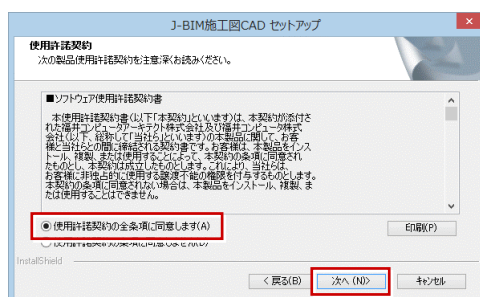 J-BIM施工図CAD セットアップ
使用許諾契約
次の製品使用許諾契約を注意深くお読みください。
■ソフトウェア使用許諾契約書
本使用許諾契約書(以下「本契約」といいます)は、本契約が添付さ
れた福井コンピュータアーキテクト株式会社及び福井コンピュータ株式
会社(以下、総称して「当社ら」といいます)の本製品に関して、お客
様と当社らとの間に締結される契約書です。お客様は、本製品をインス
トール、複製、または使用することによって、本契約の条項に同意され
たものとし、本契約は成立したものとします。これにより、当社らは、
お客様に非独占的に使用する譲渡不能の権限を付与するものとします。
本契約の条項に同意されない場合は、本製品をインストール、複製、ま
たは使用することはできません。
使用許諾契約の全条項に同意します(A)
印刷(P)
使用許諾契約の条項に同意しません(D)
InstallShield
< 戻る(B)
次へ (N)>
キャンセル